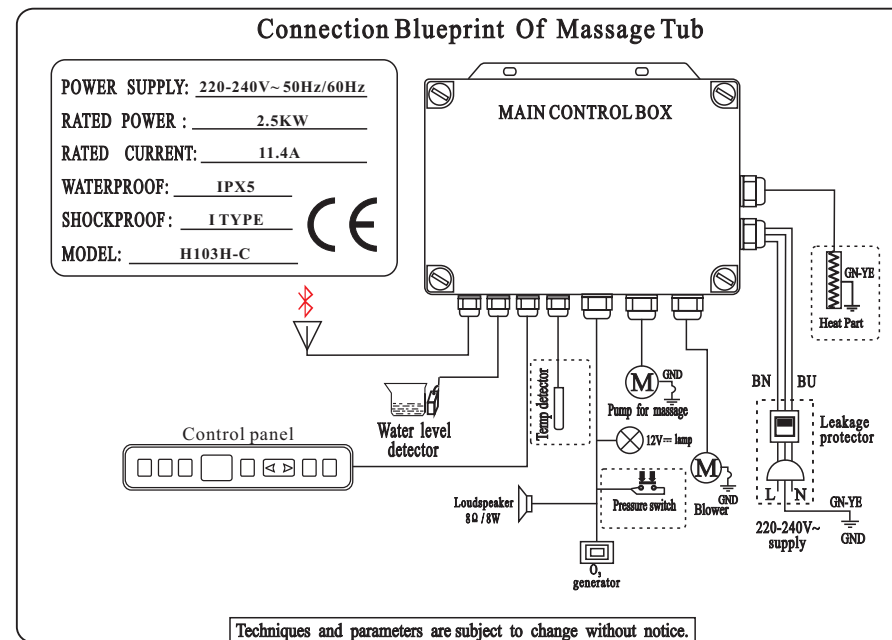 Connection Blueprint Of Massage Tub
POWER SUPPLY: 220-240V~ 50Hz/60Hz
RATED POWER : 2.5KW
RATED CURRENT: 11.4A
WATERPROOF: IPX5
SHOCKPROOF: I TYPE
MODEL: H103H-C
CE
MAIN CONTROL BOX
GN-YE
Heat Part
Water level
detector
Temp detector
M
GND
Pump for massage
12V⎓ lamp
Control panel
Loudspeaker
8Ω/8W
Pressure switch
M
GND
Blower
O₃
generator
BN
BU
Leakage
protector
L
N
GN-YE
GND
220-240V~
supply
Techniques and parameters are subject to change without notice.